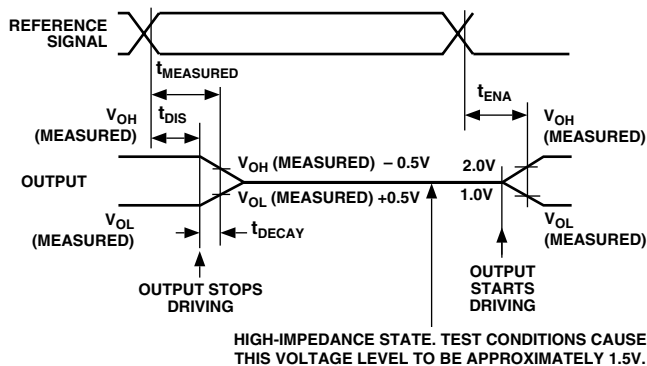 REFERENCE
SIGNAL
tMEASURED
tENA
VOH
(MEASURED)
tDIS
VOH
(MEASURED)
VOH (MEASURED) – 0.5V
2.0V
OUTPUT
VOL (MEASURED) +0.5V
1.0V
VOL
(MEASURED)
tDECAY
VOL
(MEASURED)
OUTPUT STOPS
DRIVING
OUTPUT
STARTS
DRIVING
HIGH-IMPEDANCE STATE. TEST CONDITIONS CAUSE
THIS VOLTAGE LEVEL TO BE APPROXIMATELY 1.5V.